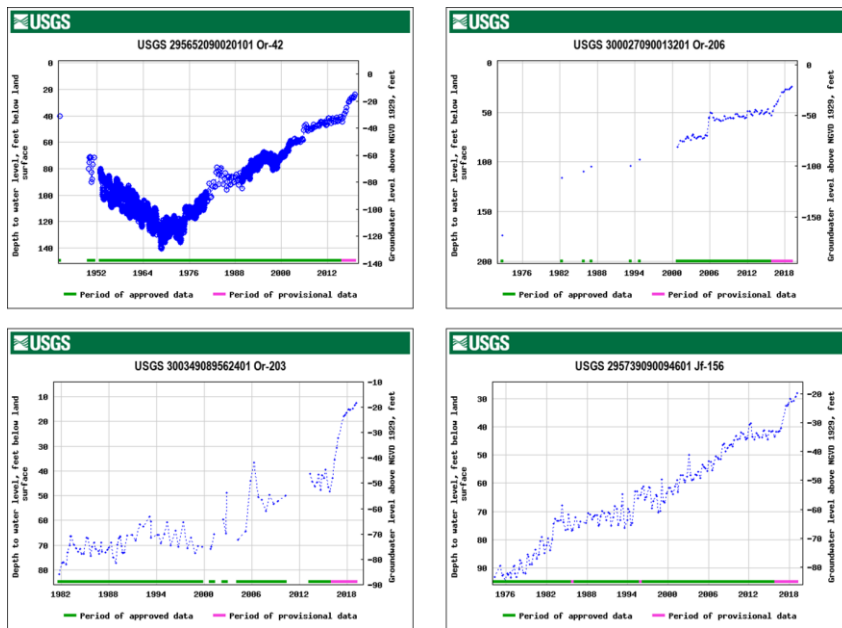 USGS
USGS 295652090020101 Or-42
Depth to water level, feet below land
surface
0
20
40
60
80
100
120
140
Groundwater level above NGVD 1929, feet
0
-20
-40
-60
-80
-100
-120
-140
1952 1964 1976 1988 2000 2012
Period of approved data Period of provisional data
USGS
USGS 300027090013201 Or-206
Depth to water level, feet below land
surface
0
50
100
150
200
Groundwater level above NGVD 1929, feet
0
-50
-100
-150
1976 1982 1988 1994 2000 2006 2012 2018
Period of approved data Period of provisional data
USGS
USGS 300349089562401 Or-203
Depth to water level, feet below land
surface
10
20
30
40
50
60
70
80
Groundwater level above NGVD 1929, feet
-10
-20
-30
-40
-50
-60
-70
-80
-90
1982 1988 1994 2000 2006 2012 2018
Period of approved data Period of provisional data
USGS
USGS 295739090094601 Jf-156
Depth to water level, feet below land
surface
30
40
50
60
70
80
90
Groundwater level above NGVD 1929, feet
-20
-30
-40
-50
-60
-70
-80
1974 1980 1986 1992 1998 2004 2010 2016
Period of approved data Period of provisional data